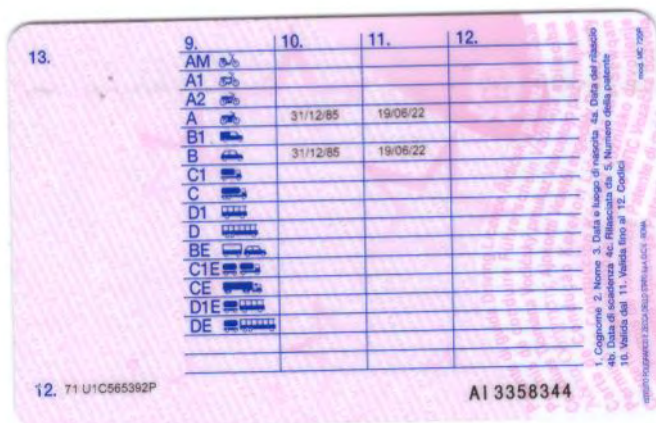 13.
9. 10. 11. 12.
AM
A1
A2
A 31/12/85 19/06/22
B1
B 31/12/85 19/06/22
C1
C
D1
D
BE
C1E
CE
D1E
DE
12. 71 U1C565392P
AI 3358344
1. Cognome 2. Nome 3. Data e luogo di nascita 4a. Data del rilascio
4b. Data di scadenza 4c. Rilasciata da 5. Numero della patente
10. Valida dal 11. Valida fino al 12. Codici
mod. MC 720P